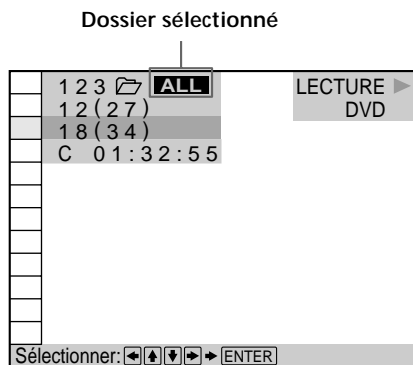 Dossier sélectionné
123 ALL LECTURE
12(27) DVD
18(34)
C 01:32:55
Sélectionner: ENTER